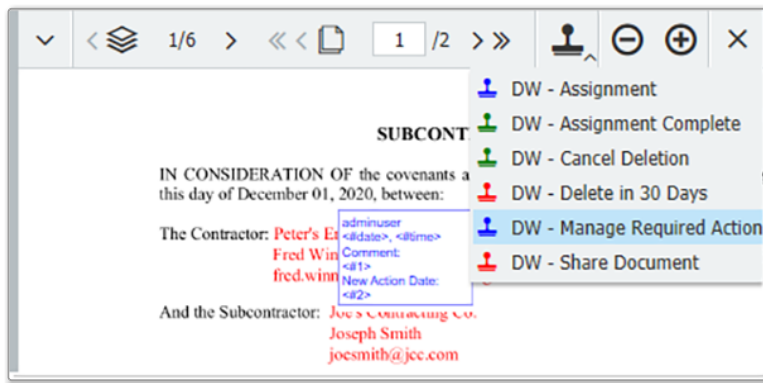 1/6 1 /2
DW - Assignment
DW - Assignment Complete
DW - Cancel Deletion
DW - Delete in 30 Days
DW - Manage Required Action
DW - Share Document
SUBCONT
IN CONSIDERATION OF the covenants a
this day of December 01, 2020, between:
The Contractor: Peter's
Fred Win
fred.winn
adminuser
<#date>, <#time>
Comment:
<#1>
New Action Date:
<#2>
And the Subcontractor: Joe's Contracting Co.
Joseph Smith
joesmith@jcc.com